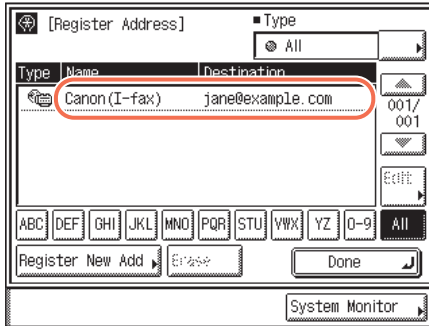 [Register Address]
■Type
All
Type Name Destination
Canon(I-fax) jane@example.com
001/
001
Edit
ABC DEF GHI JKL MNO PQR STU VWX YZ 0-9 All
Register New Add Erase Done
System Monitor